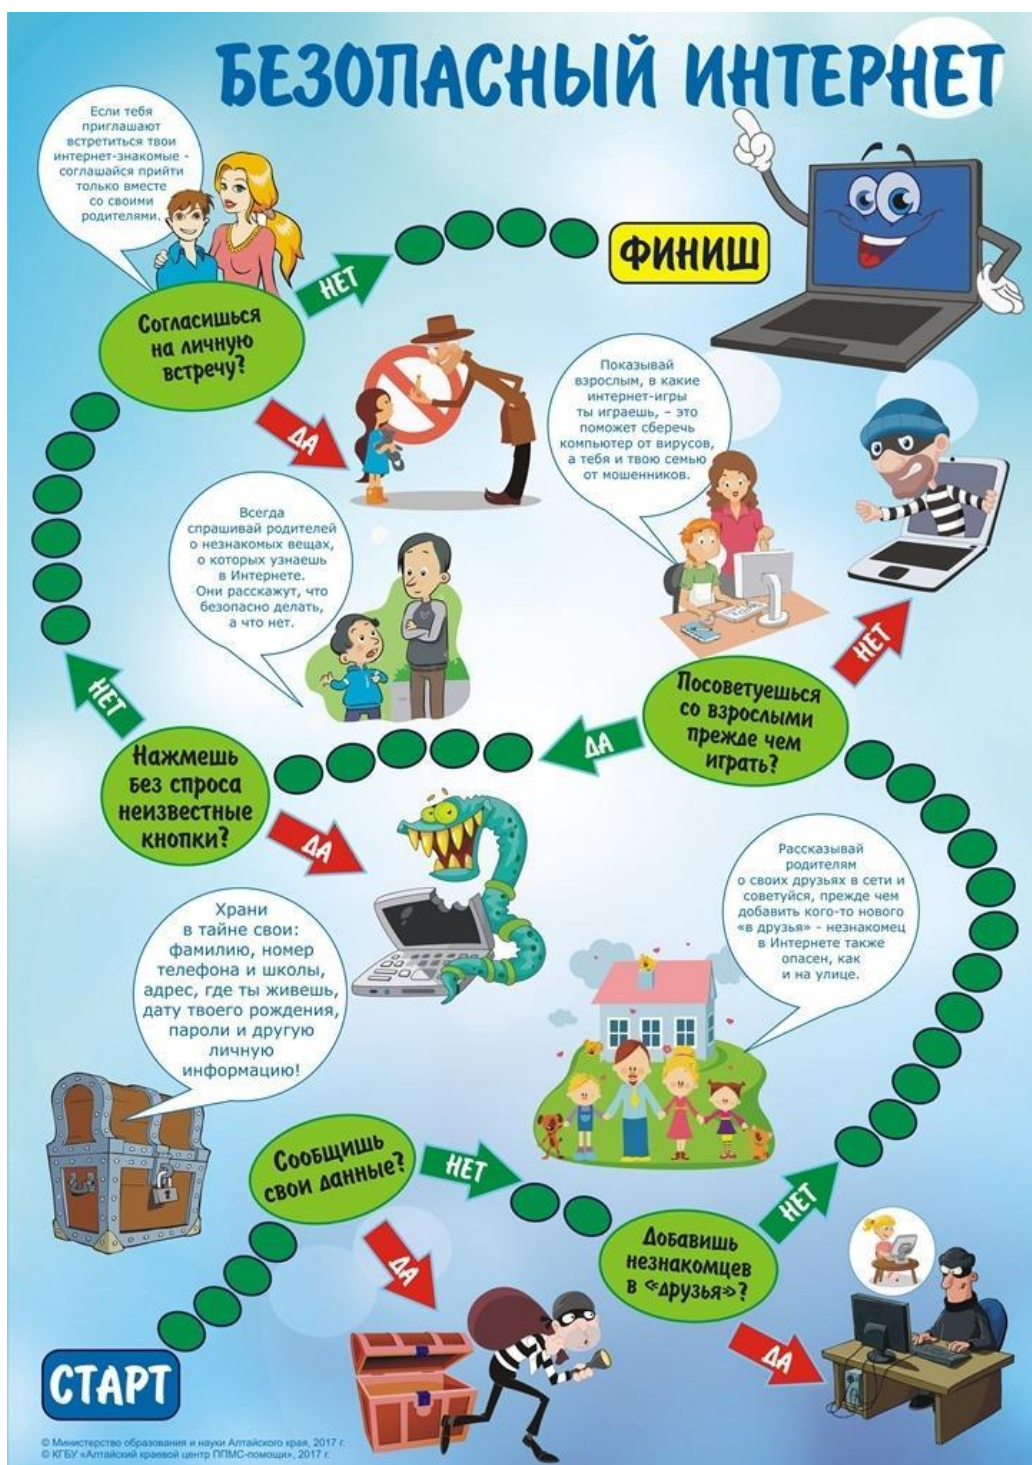 БЕЗОПАСНЫЙ ИНТЕРНЕТ
Если тебя
приглашают
встретиться твои
интернет-знакомые -
соглашайся прийти
только вместе
со своими
родителями.
ФИНИШ
НЕТ
Согласишься
на личную
встречу?
ДА
Показывай
взрослым, в какие
интернет-игры
ты играешь, – это
поможет сберечь
компьютер от вирусов,
а тебя и твою семью
от мошенников.
Всегда
спрашивай родителей
о незнакомых вещах,
о которых узнаешь
в Интернете.
Они расскажут, что
безопасно делать,
а что нет.
НЕТ
Посоветуешься
со взрослыми
прежде чем
играть?
ДА
НЕТ
Нажмешь
без спроса
неизвестные
кнопки?
ДА
Рассказывай
родителям
о своих друзьях в сети и
советуйся, прежде чем
добавить кого-то нового
«в друзья» - незнакомец
в Интернете также
опасен, как
и на улице.
Храни
в тайне свои:
фамилию, номер
телефона и школы,
адрес, где ты живешь,
дату твоего рождения,
пароли и другую
личную
информацию!
Сообщишь
свои данные?
НЕТ
ДА
НЕТ
Добавишь
незнакомцев
в «друзья»?
ДА
СТАРТ
© Министерство образования и науки Алтайского края, 2017 г.
© КГБУ «Алтайский краевой центр ППМС-помощи», 2017 г.